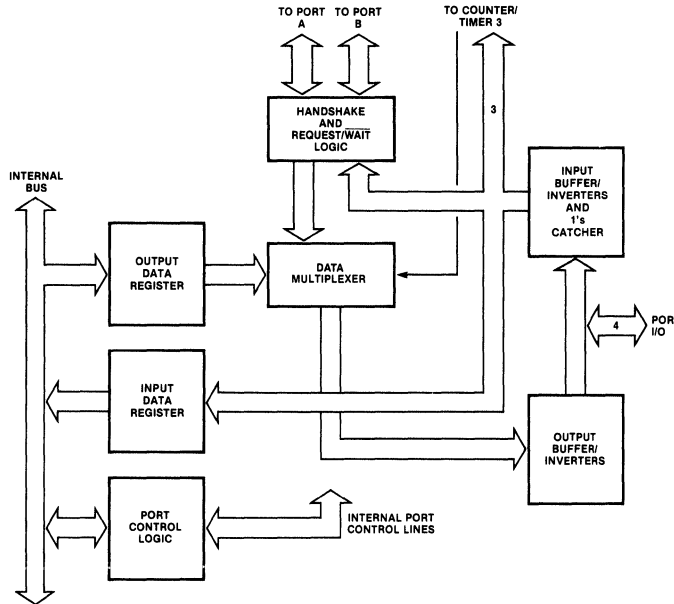 TO PORT
A
TO PORT
B
TO COUNTER/
TIMER 3
3
HANDSHAKE
AND
REQUEST/WAIT
LOGIC
INTERNAL
BUS
INPUT
BUFFER/
INVERTERS
AND
1's
CATCHER
OUTPUT
DATA
REGISTER
DATA
MULTIPLEXER
4
POR
I/O
INPUT
DATA
REGISTER
OUTPUT
BUFFER/
INVERTERS
PORT
CONTROL
LOGIC
INTERNAL PORT
CONTROL LINES